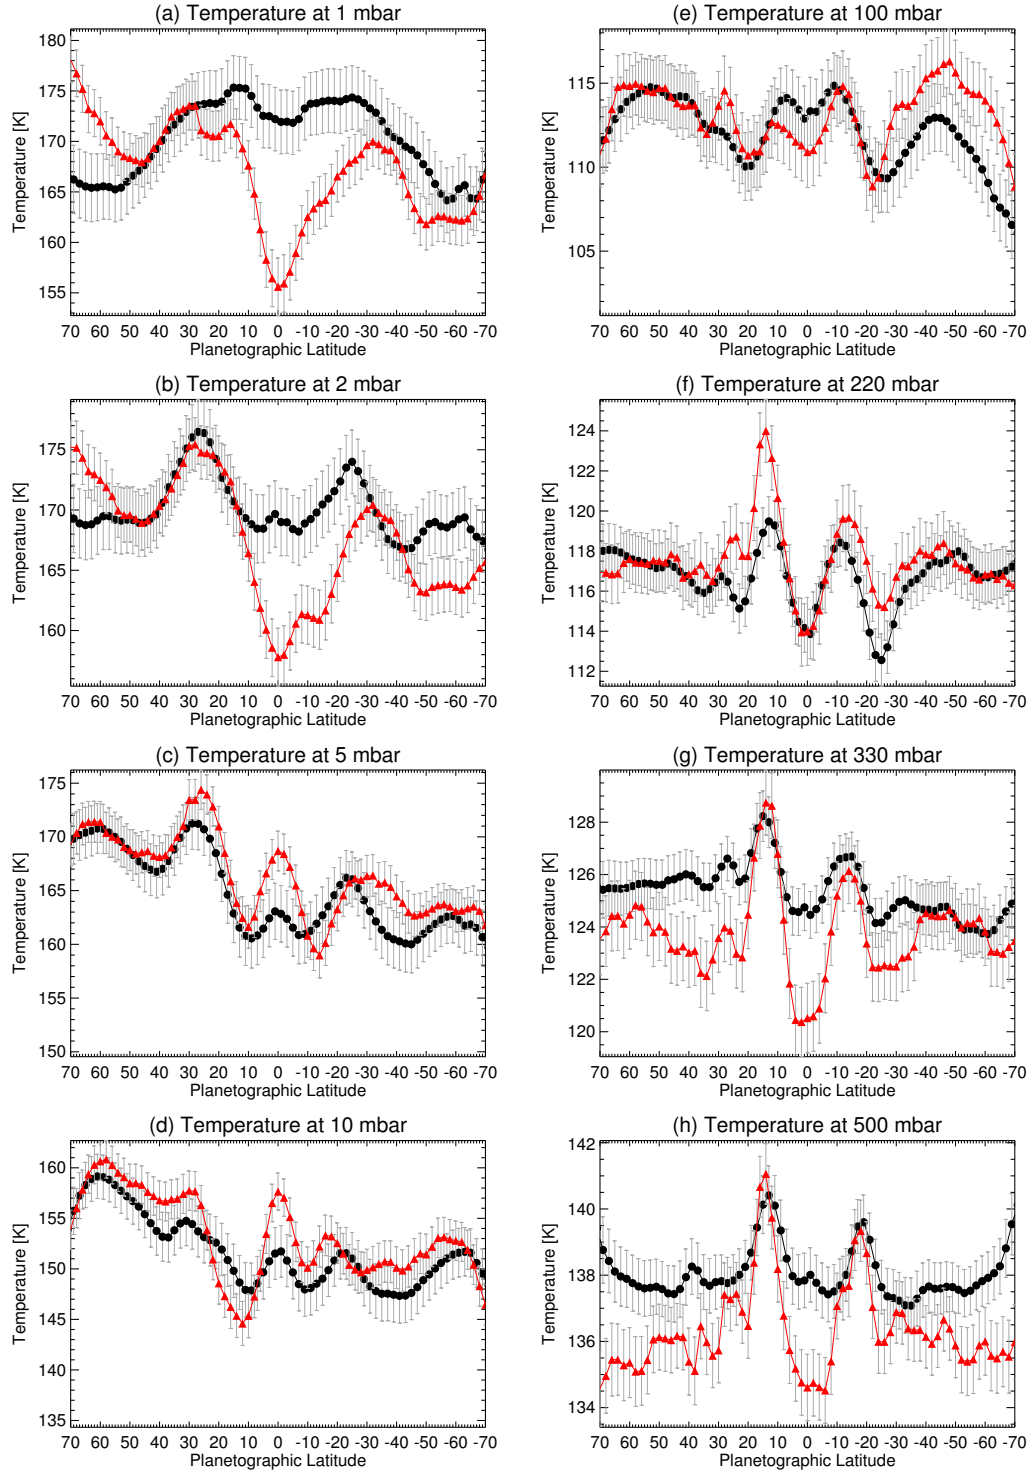 (a) Temperature at 1 mbar
Temperature [K]
180
175
170
165
160
155
70 60 50 40 30 20 10 0 -10 -20 -30 -40 -50 -60 -70
Planetographic Latitude
(b) Temperature at 2 mbar
Temperature [K]
175
170
165
160
70 60 50 40 30 20 10 0 -10 -20 -30 -40 -50 -60 -70
Planetographic Latitude
(c) Temperature at 5 mbar
Temperature [K]
175
170
165
160
155
150
70 60 50 40 30 20 10 0 -10 -20 -30 -40 -50 -60 -70
Planetographic Latitude
(d) Temperature at 10 mbar
Temperature [K]
160
155
150
145
140
135
70 60 50 40 30 20 10 0 -10 -20 -30 -40 -50 -60 -70
Planetographic Latitude
(e) Temperature at 100 mbar
Temperature [K]
115
110
105
70 60 50 40 30 20 10 0 -10 -20 -30 -40 -50 -60 -70
Planetographic Latitude
(f) Temperature at 220 mbar
Temperature [K]
124
122
120
118
116
114
112
70 60 50 40 30 20 10 0 -10 -20 -30 -40 -50 -60 -70
Planetographic Latitude
(g) Temperature at 330 mbar
Temperature [K]
128
126
124
122
120
70 60 50 40 30 20 10 0 -10 -20 -30 -40 -50 -60 -70
Planetographic Latitude
(h) Temperature at 500 mbar
Temperature [K]
142
140
138
136
134
70 60 50 40 30 20 10 0 -10 -20 -30 -40 -50 -60 -70
Planetographic Latitude